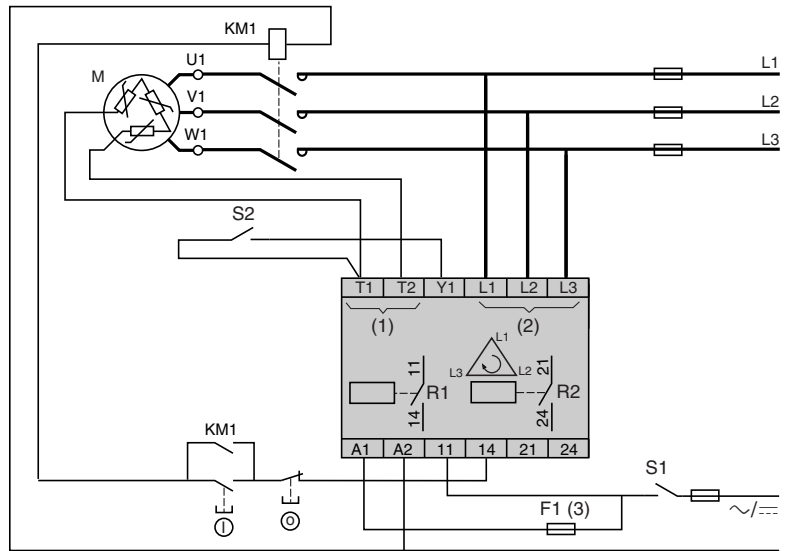 KM1
L1
U1
M
V1
L2
W1
L3
S2
T1 T2 Y1 L1 L2 L3
(1) (2)
L1
L3 L2
11 21
R1 R2
14 24
KM1
A1 A2 11 14 21 24
S1
F1 (3)
I O
~/⎓